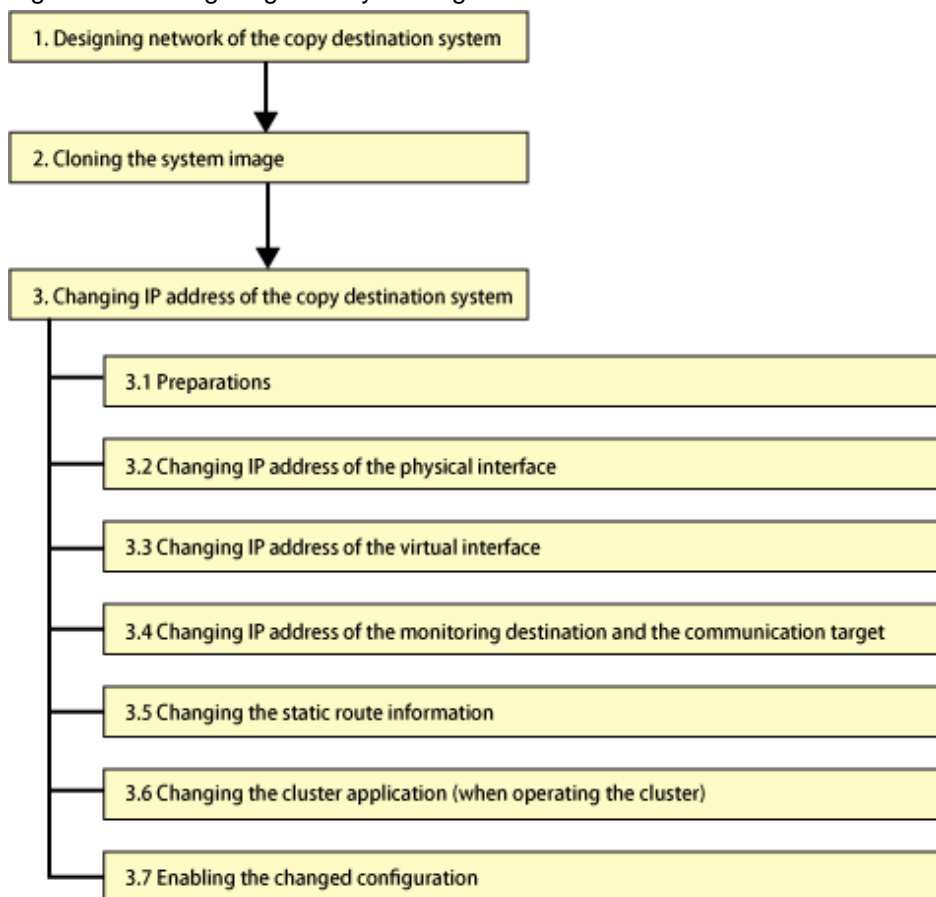 1. Designing network of the copy destination system
2. Cloning the system image
3. Changing IP address of the copy destination system
3.1 Preparations
3.2 Changing IP address of the physical interface
3.3 Changing IP address of the virtual interface
3.4 Changing IP address of the monitoring destination and the communication target
3.5 Changing the static route information
3.6 Changing the cluster application (when operating the cluster)
3.7 Enabling the changed configuration